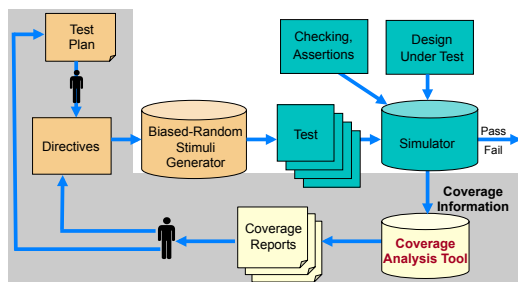 Test
Plan
Checking,
Assertions
Design
Under Test
Directives
Biased-Random
Stimuli
Generator
Test
Simulator
Pass
Fail
Coverage
Information
Coverage
Reports
Coverage
Analysis Tool